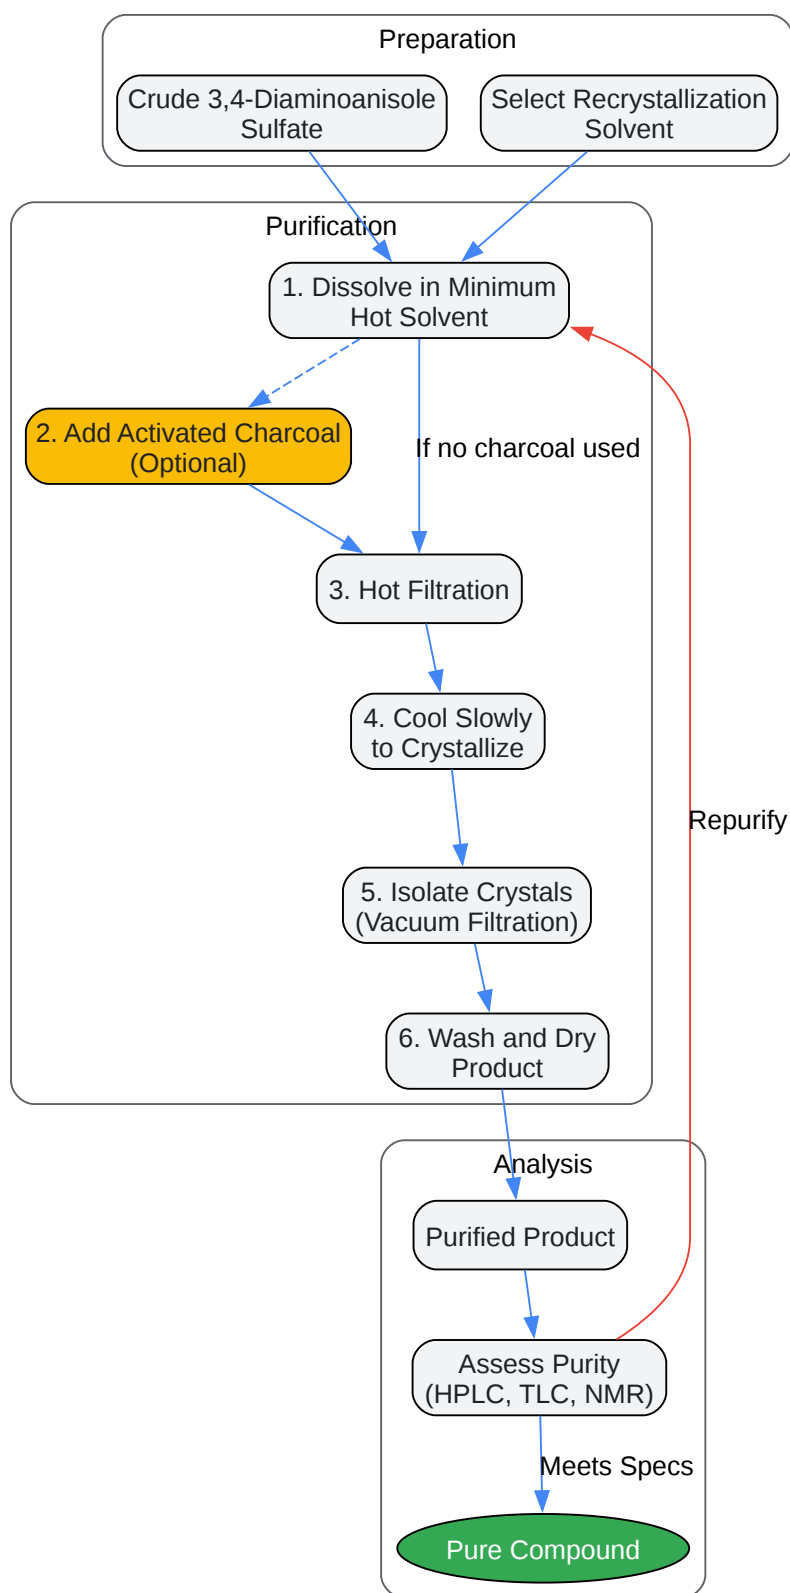 Preparation
Crude 3,4-Diaminoanisole
Sulfate
Select Recrystallization
Solvent
Purification
1. Dissolve in Minimum
Hot Solvent
2. Add Activated Charcoal
(Optional)
If no charcoal used
3. Hot Filtration
4. Cool Slowly
to Crystallize
Repurify
5. Isolate Crystals
(Vacuum Filtration)
6. Wash and Dry
Product
Analysis
Purified Product
Assess Purity
(HPLC, TLC, NMR)
Meets Specs
Pure Compound